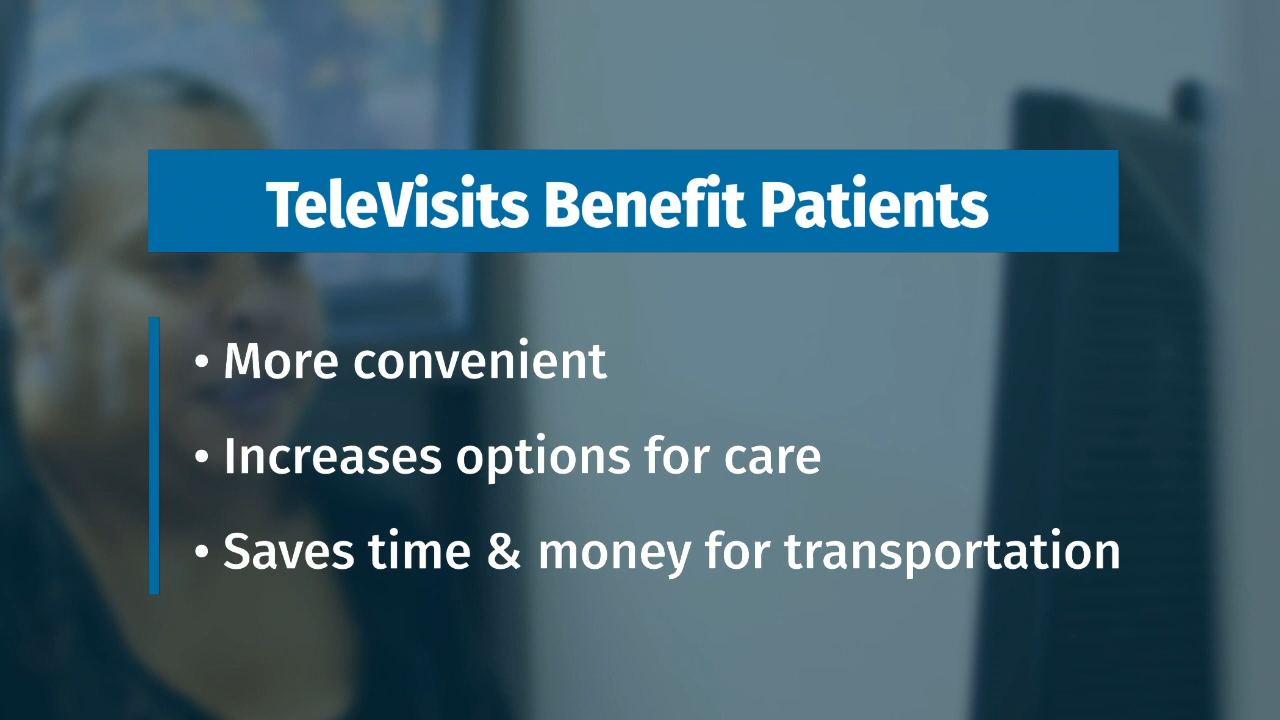 TeleVisits Benefit Patients
• More convenient
• Increases options for care
• Saves time & money for transportation